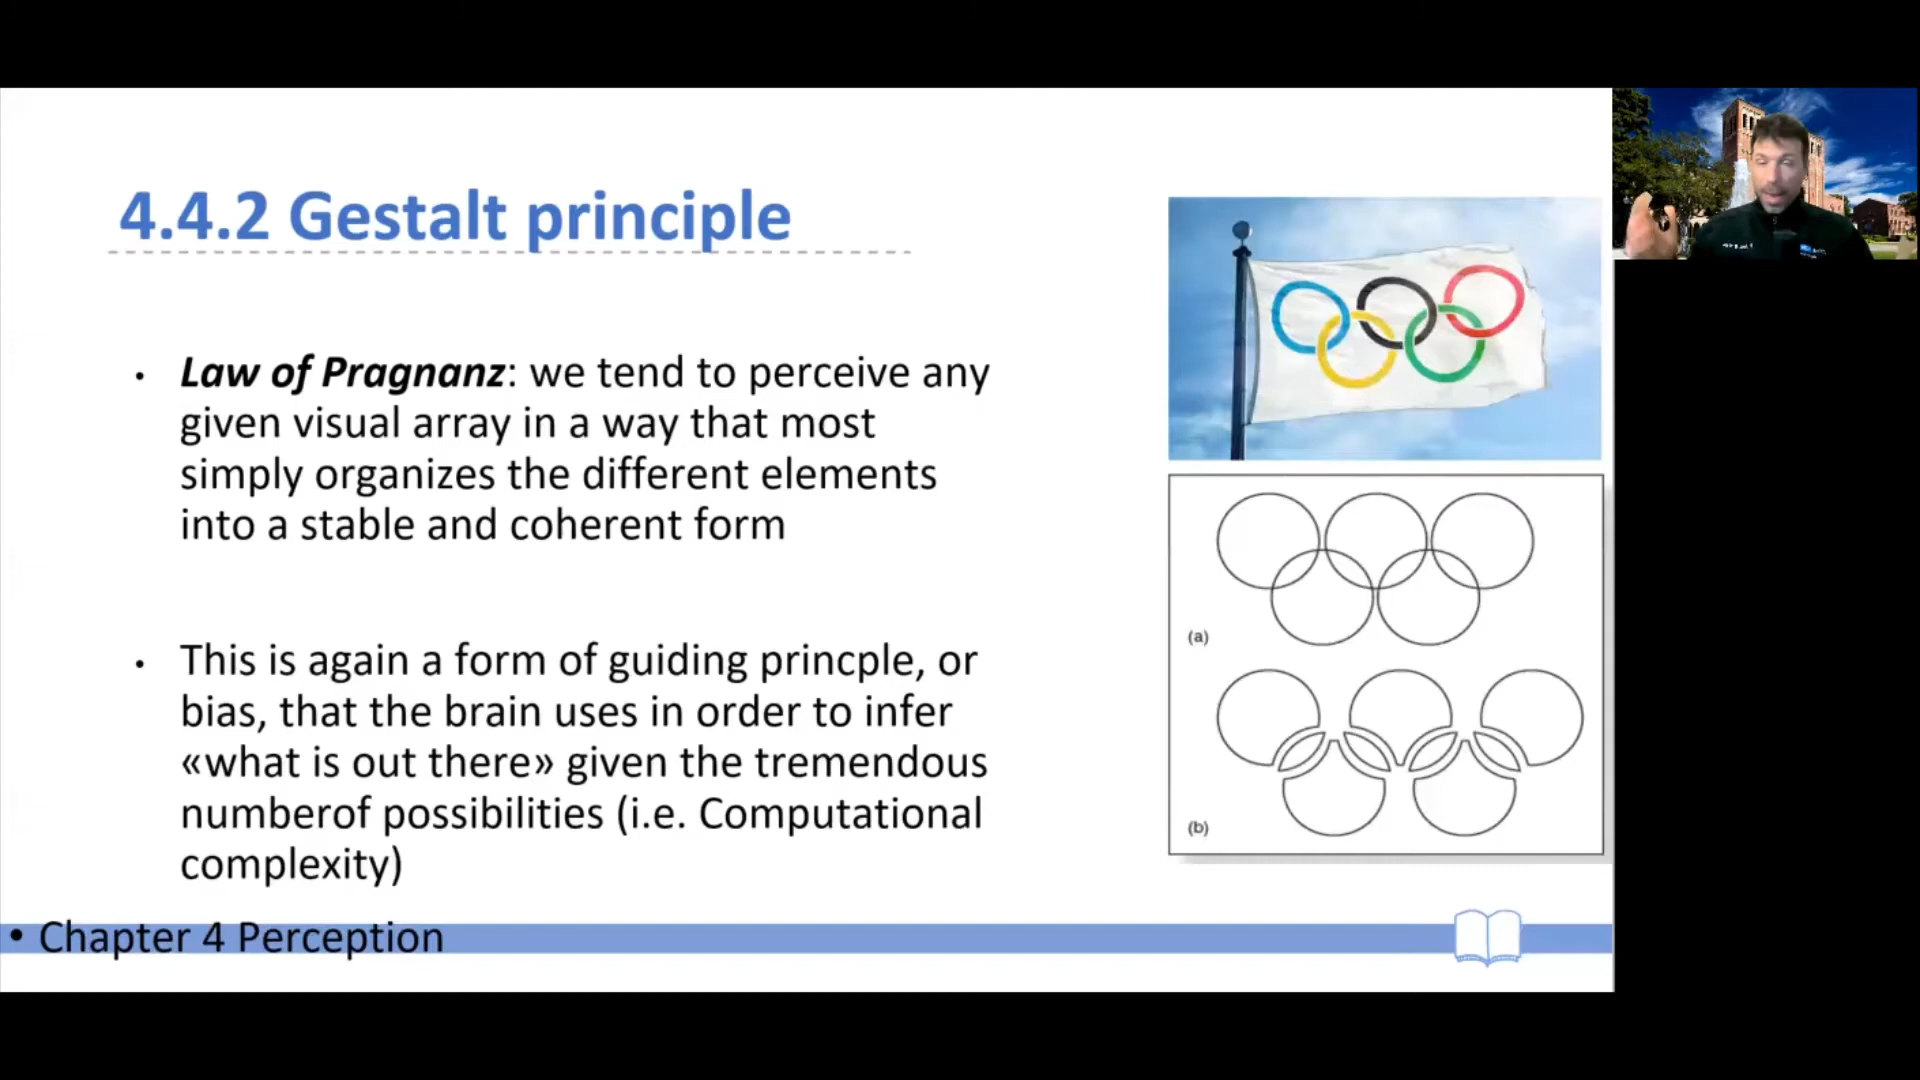 4.4.2 Gestalt principle
• Law of Pragnanz: we tend to perceive any
given visual array in a way that most
simply organizes the different elements
into a stable and coherent form
• This is again a form of guiding princple, or
bias, that the brain uses in order to infer
«what is out there» given the tremendous
numberof possibilities (i.e. Computational
complexity)
(a)
(b)
• Chapter 4 Perception